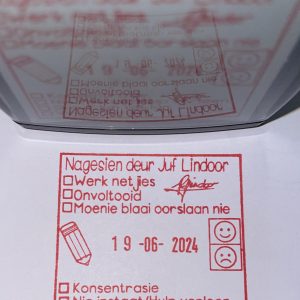 Nagesien deur Juf Lindoor
Werk net jies
Onvoltooid
Moenie blaai oorslaan nie
19 -06- 2024
Konsentrasie